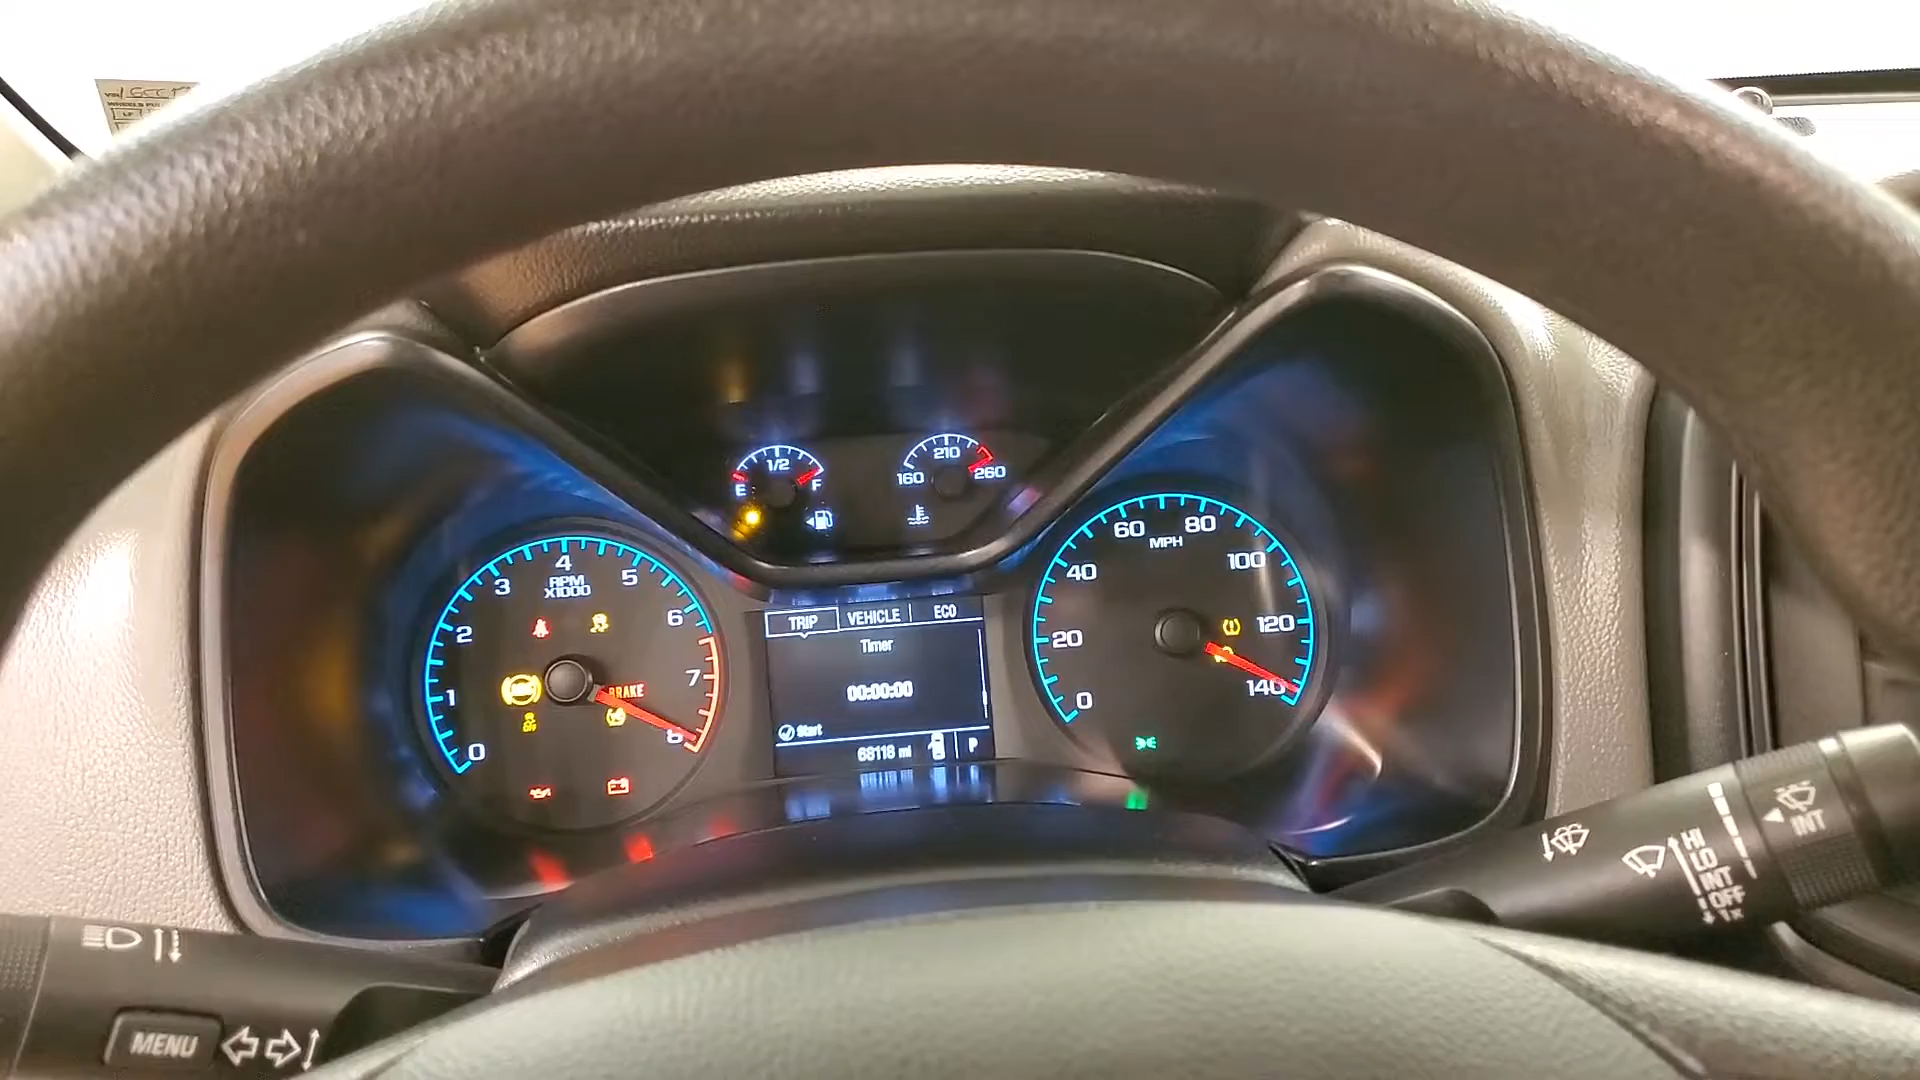 VIN/
1/2
E
F
210
160
260
4
3
5
RPM
X1000
2
6
1
7
BRAKE
OFF
0
8
TRIP
VEHICLE
ECO
Timer
00:00:00
Start
68118 mi
P
60
80
MPH
40
100
20
120
0
140
INT
HI
LO
INT
OFF
1x
MENU